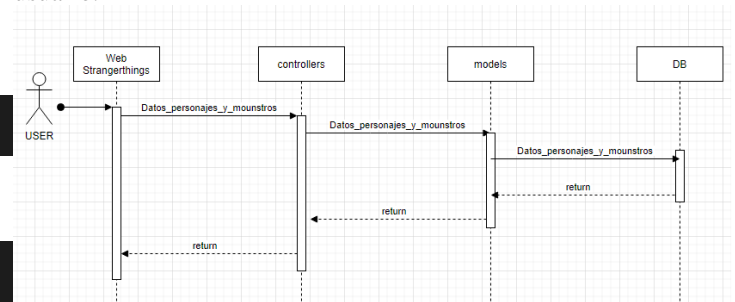 Web
Strangerthings
controllers
models
DB
USER
Datos_personajes_y_mounstros
Datos_personajes_y_mounstros
Datos_personajes_y_mounstros
return
return
return